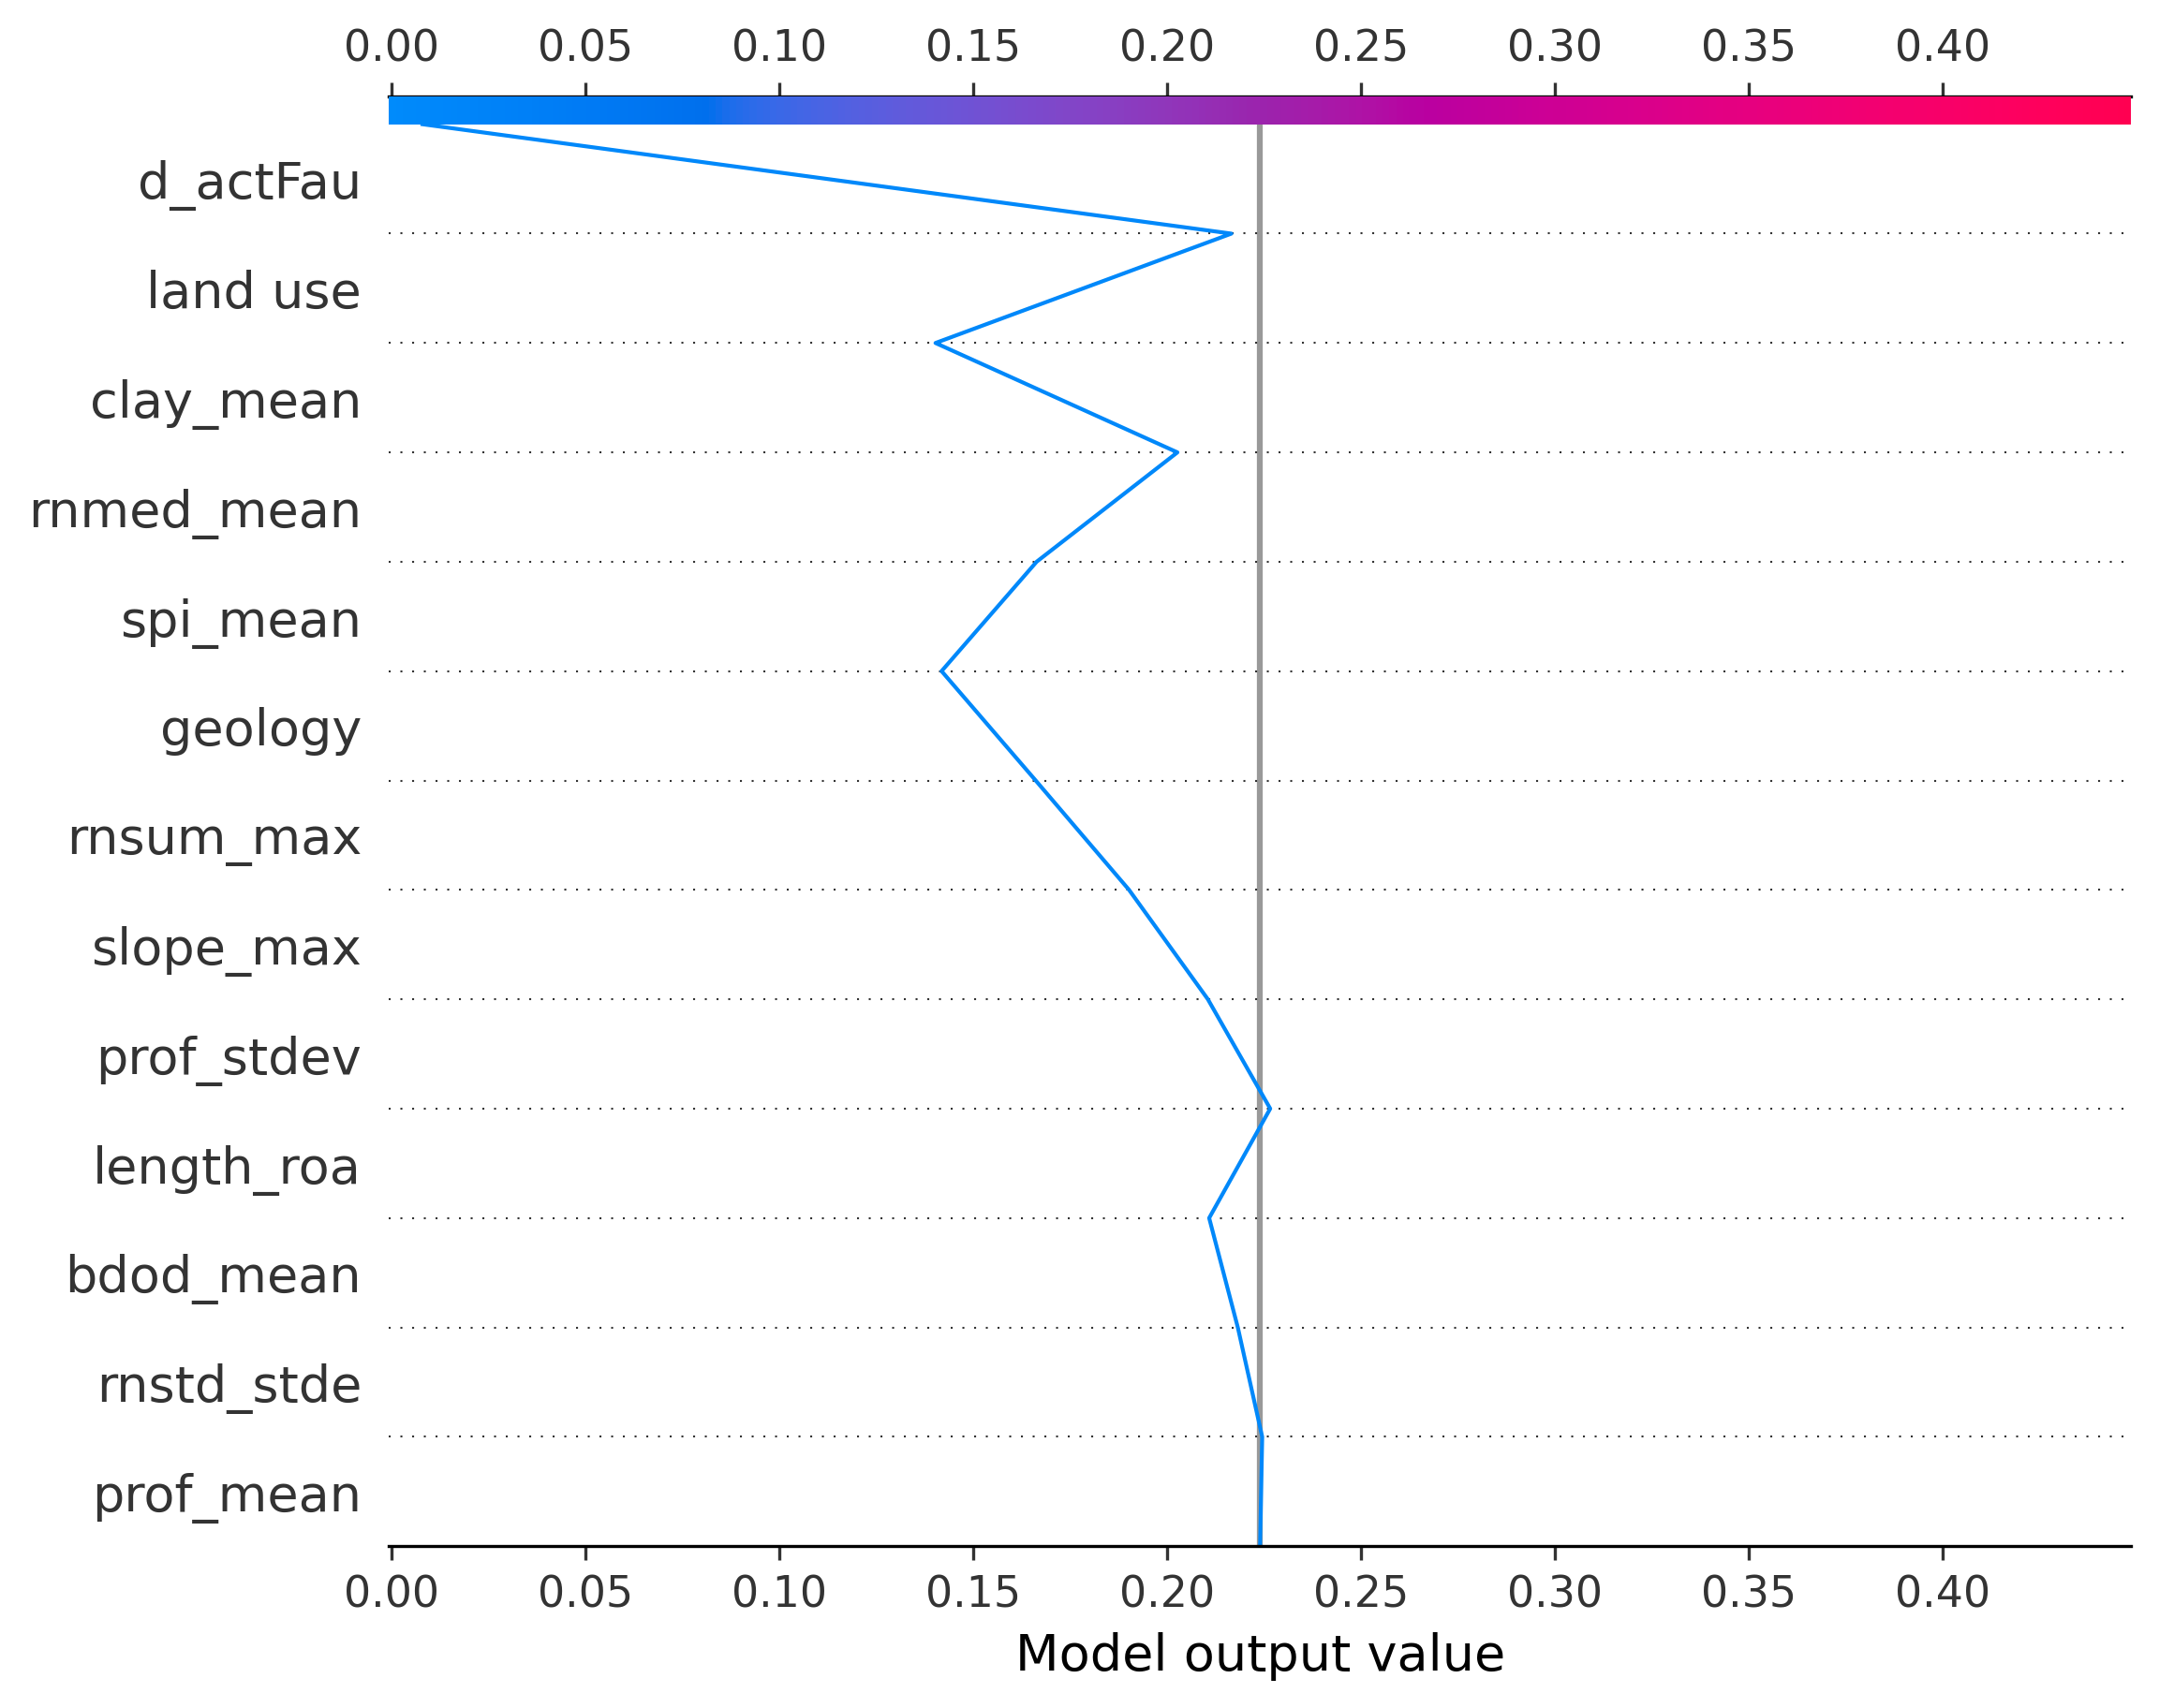 0.00 0.05 0.10 0.15 0.20 0.25 0.30 0.35 0.40
d_actFau
land use
clay_mean
rnmed_mean
spi_mean
geology
rnsum_max
slope_max
prof_stdev
length_roa
bdod_mean
rnstd_stde
prof_mean
0.00 0.05 0.10 0.15 0.20 0.25 0.30 0.35 0.40
Model output value